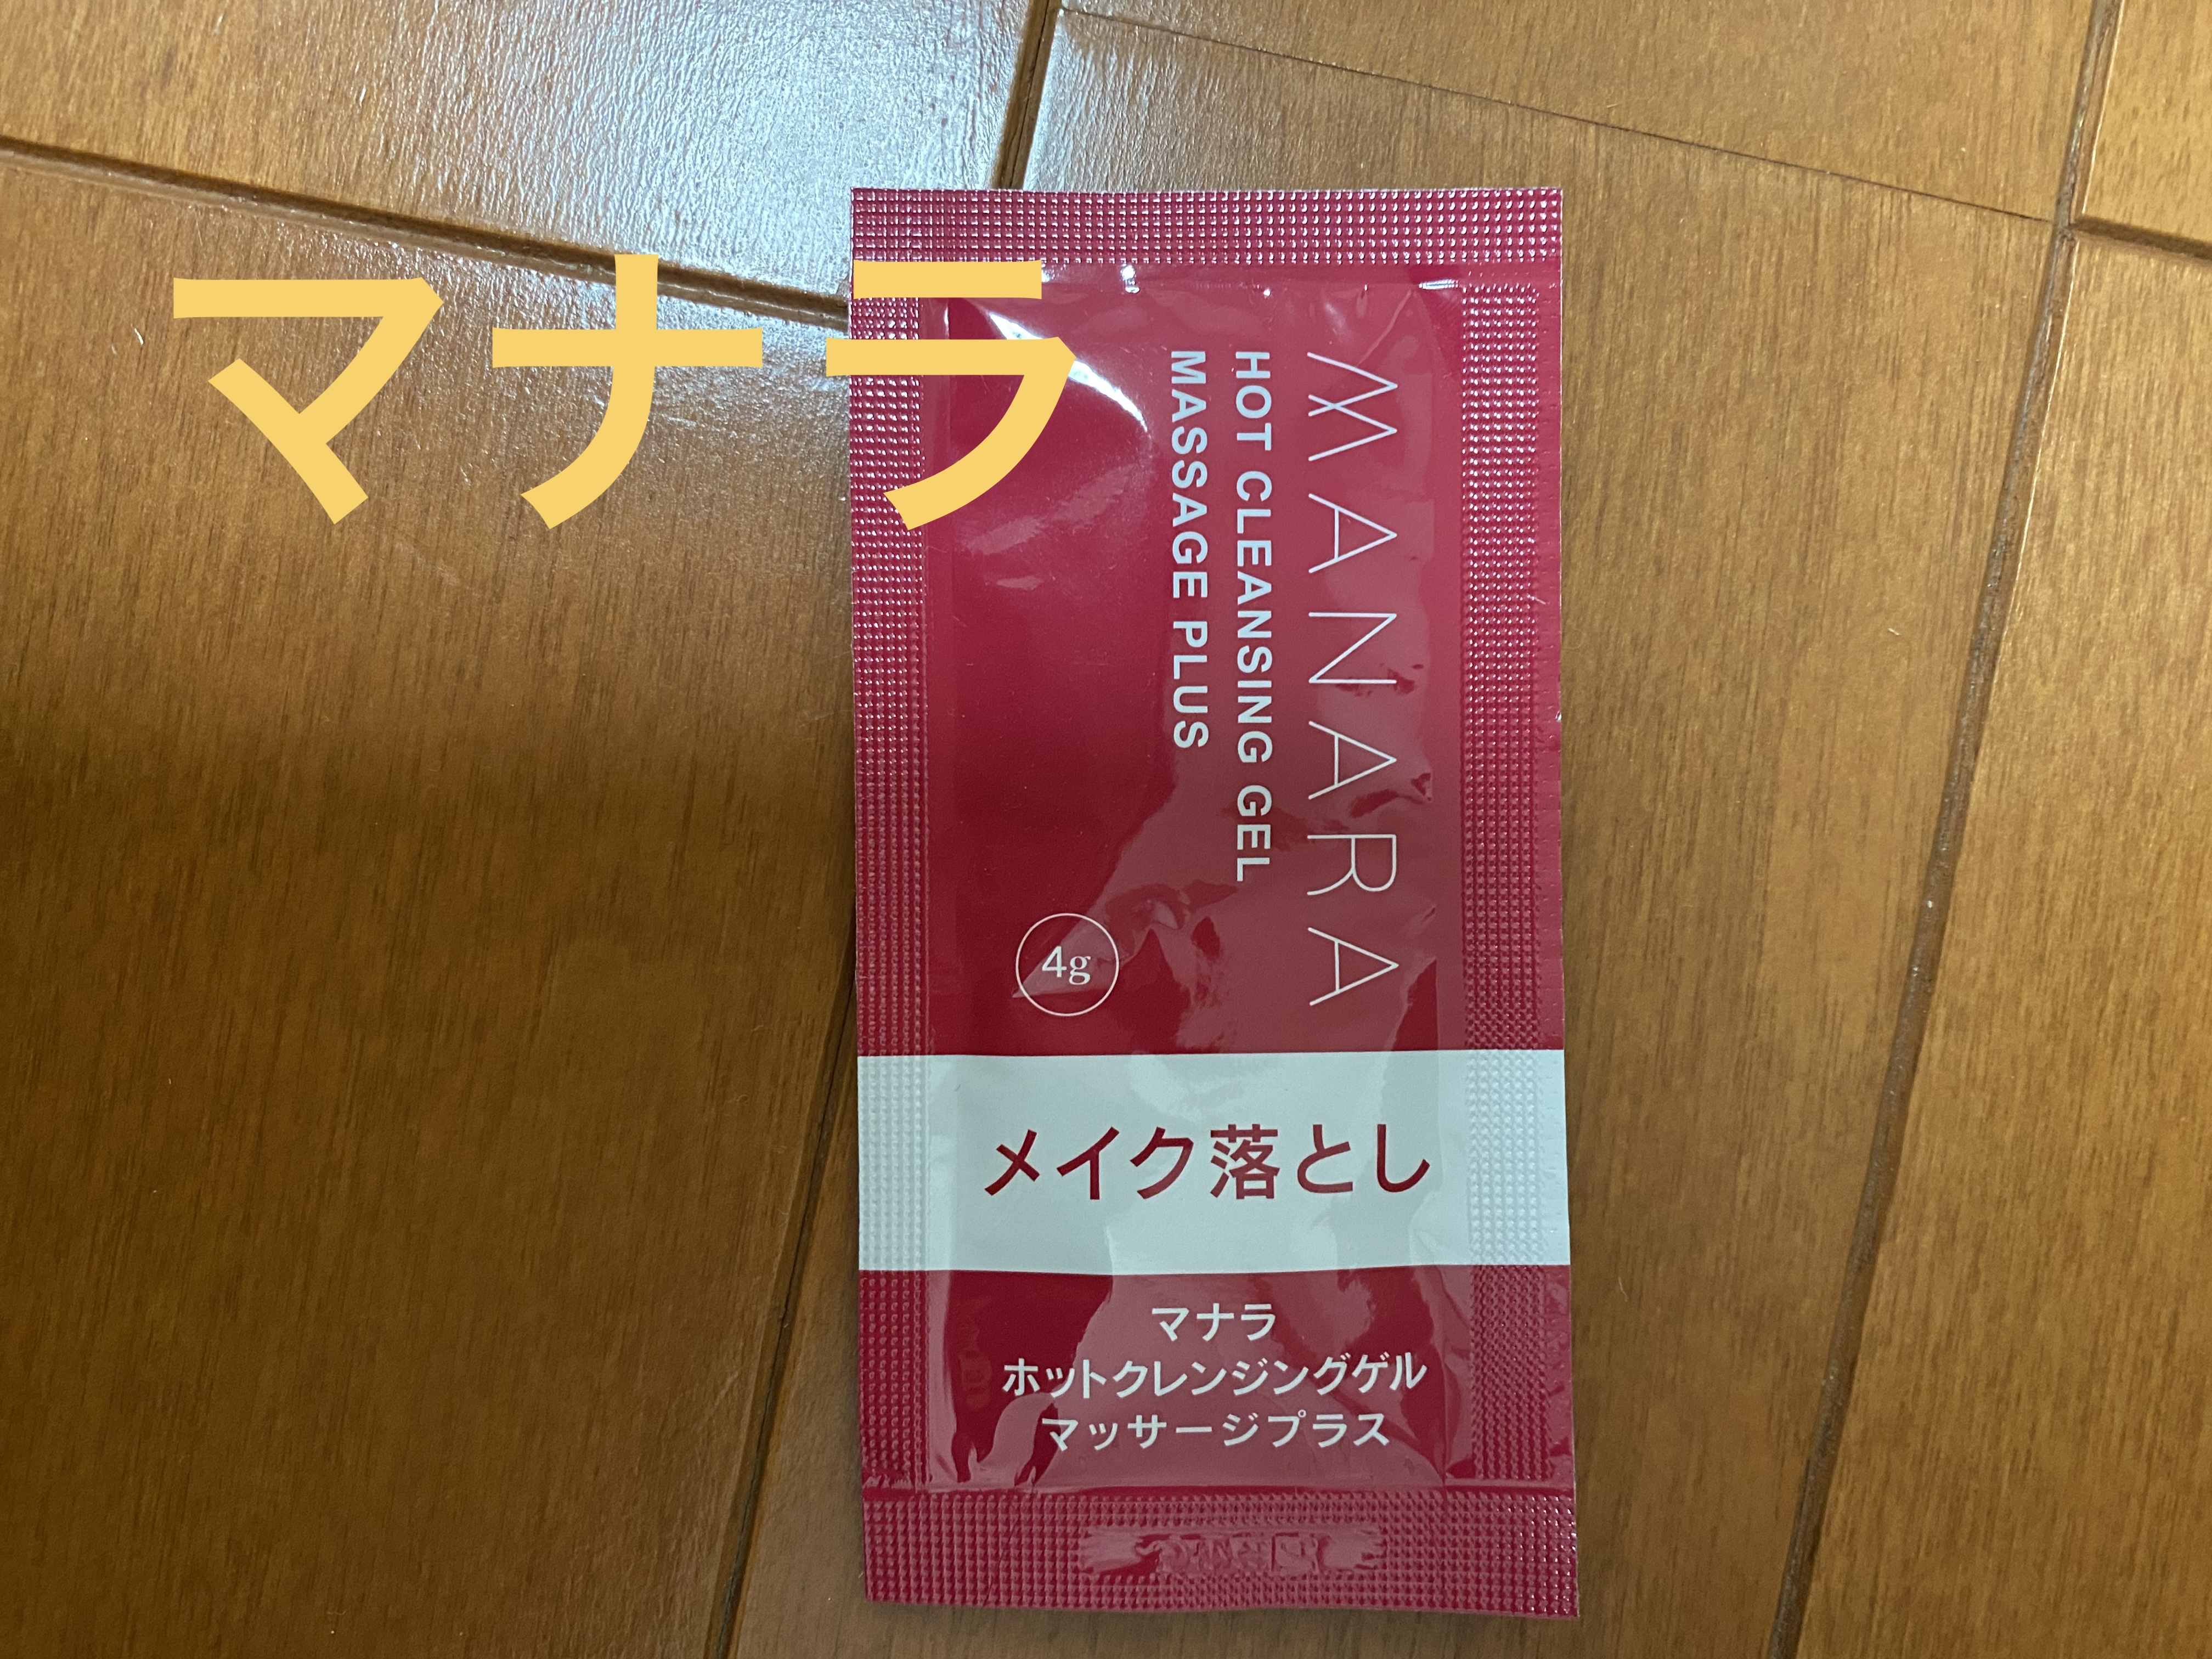 マナラ
MANARA
HOT CLEANSING GEL
MASSAGE PLUS
4g
メイク落とし
マナラ
ホットクレンジングゲル
マッサージプラス